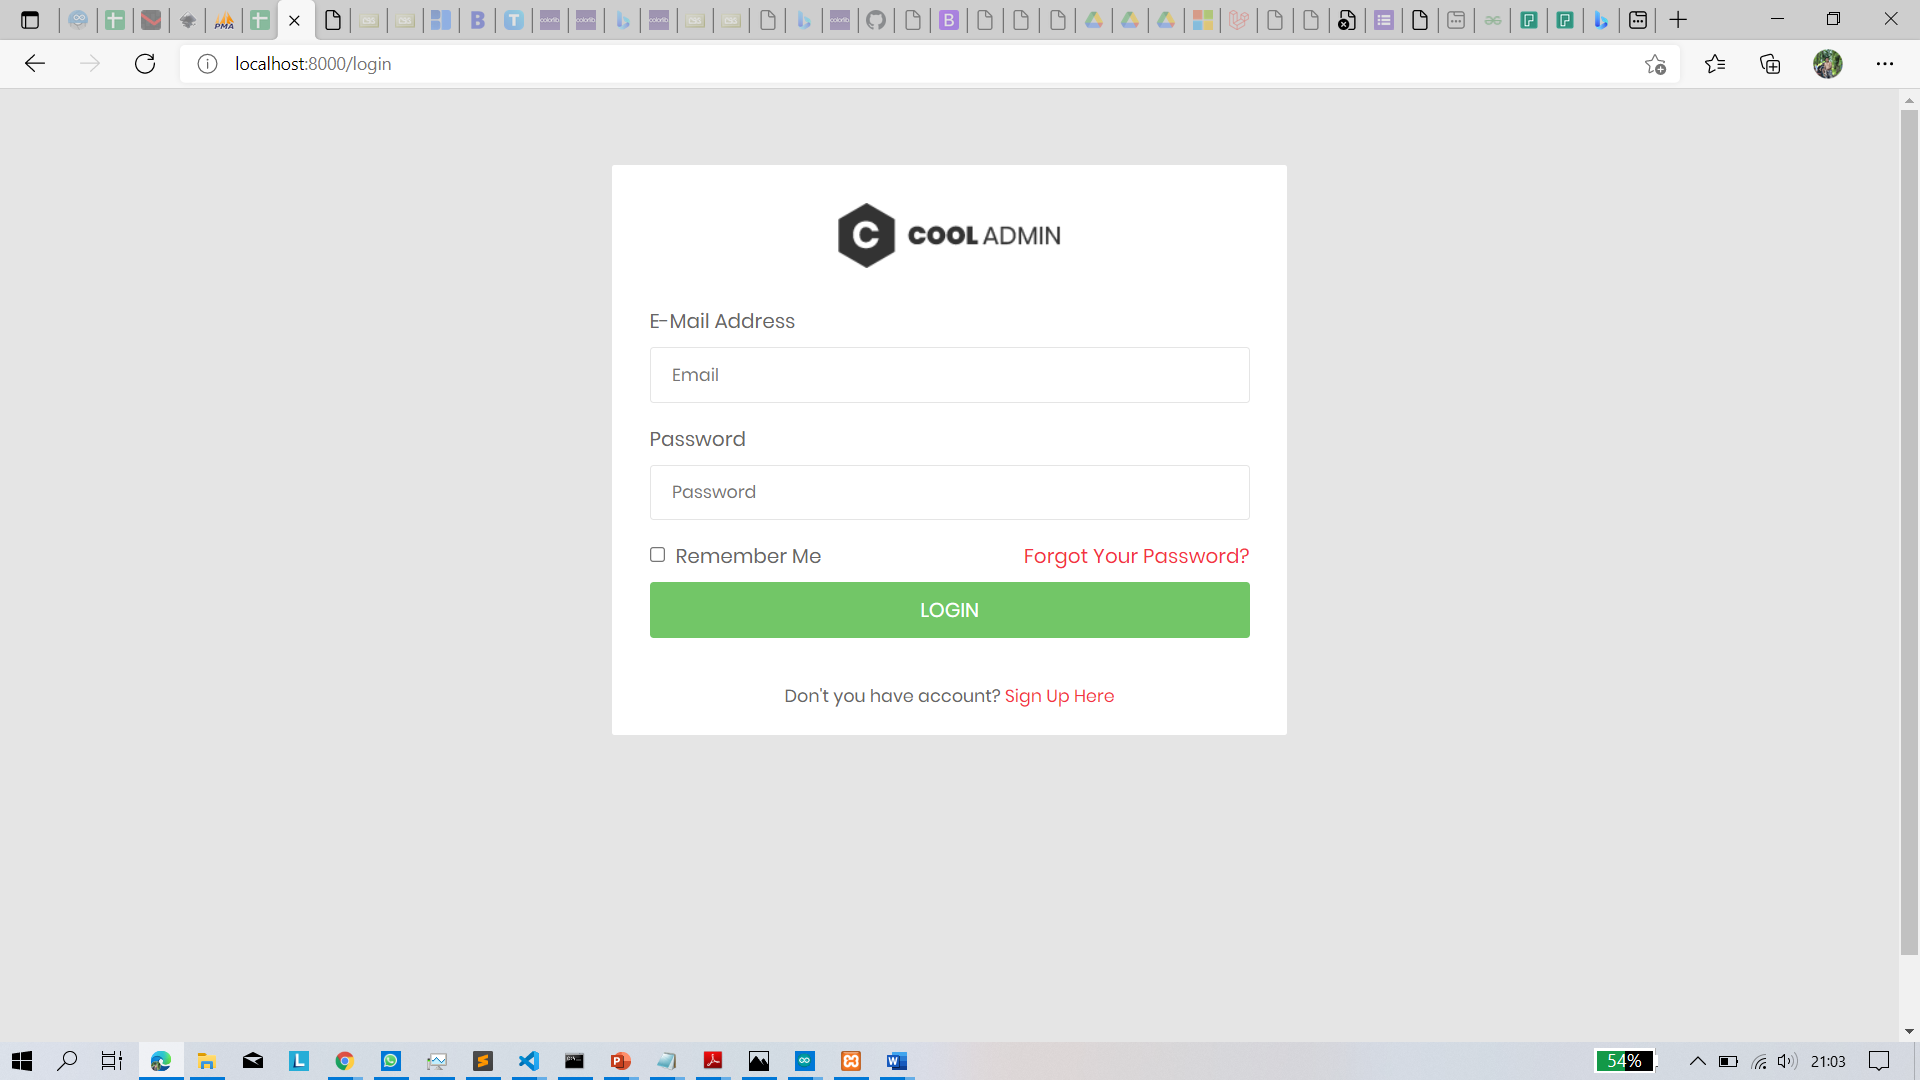 localhost:8000/login
C COOL ADMIN
E-Mail Address
Email
Password
Password
Remember Me
Forgot Your Password?
LOGIN
Don't you have account? Sign Up Here
54%
21:03